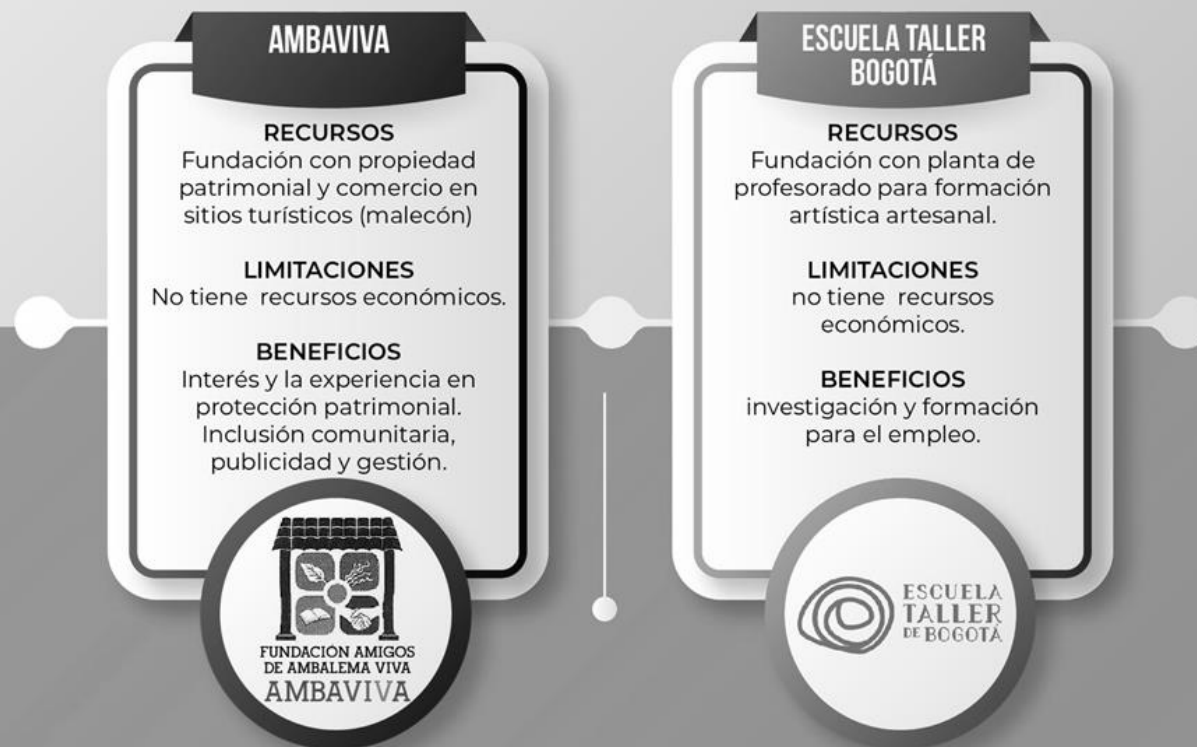 AMBAVIVA
RECURSOS
Fundación con propiedad
patrimonial y comercio en
sitios turísticos (malecón)
LIMITACIONES
No tiene recursos económicos.
BENEFICIOS
Interés y la experiencia en
protección patrimonial.
Inclusión comunitaria,
publicidad y gestión.
FUNDACIÓN AMIGOS
DE AMBALEMA VIVA
AMBAVIVA
ESCUELA TALLER
BOGOTÁ
RECURSOS
Fundación con planta de
profesorado para formación
artística artesanal.
LIMITACIONES
no tiene recursos
económicos.
BENEFICIOS
investigación y formación
para el empleo.
ESCUELA
TALLER
DE BOGOTÁ